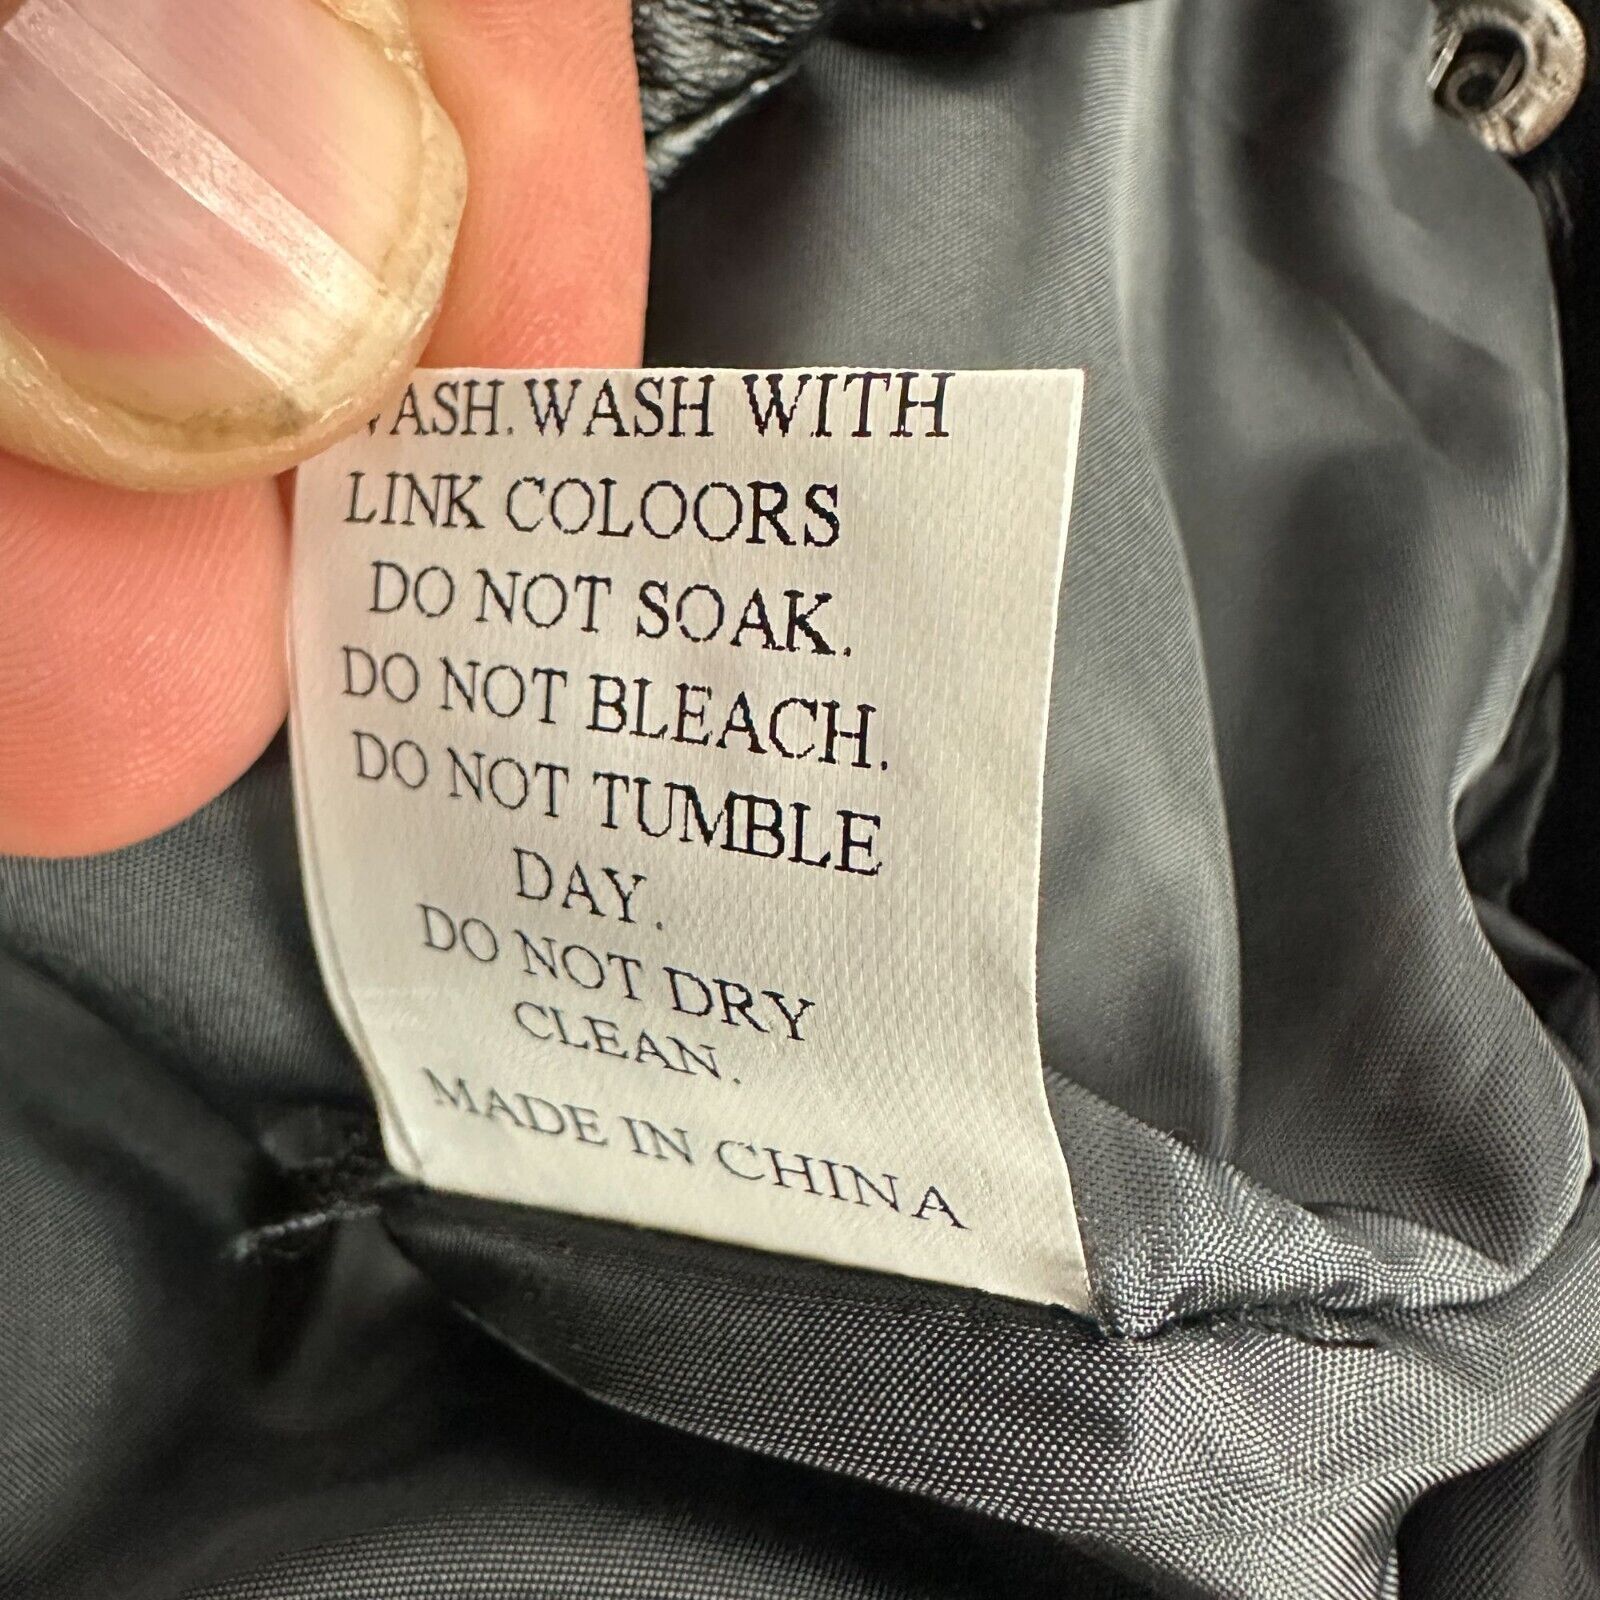 WASH. WASH WITH
LINK COLOORS
DO NOT SOAK.
DO NOT BLEACH.
DO NOT TUMBLE
DAY.
DO NOT DRY
CLEAN.
MADE IN CHINA